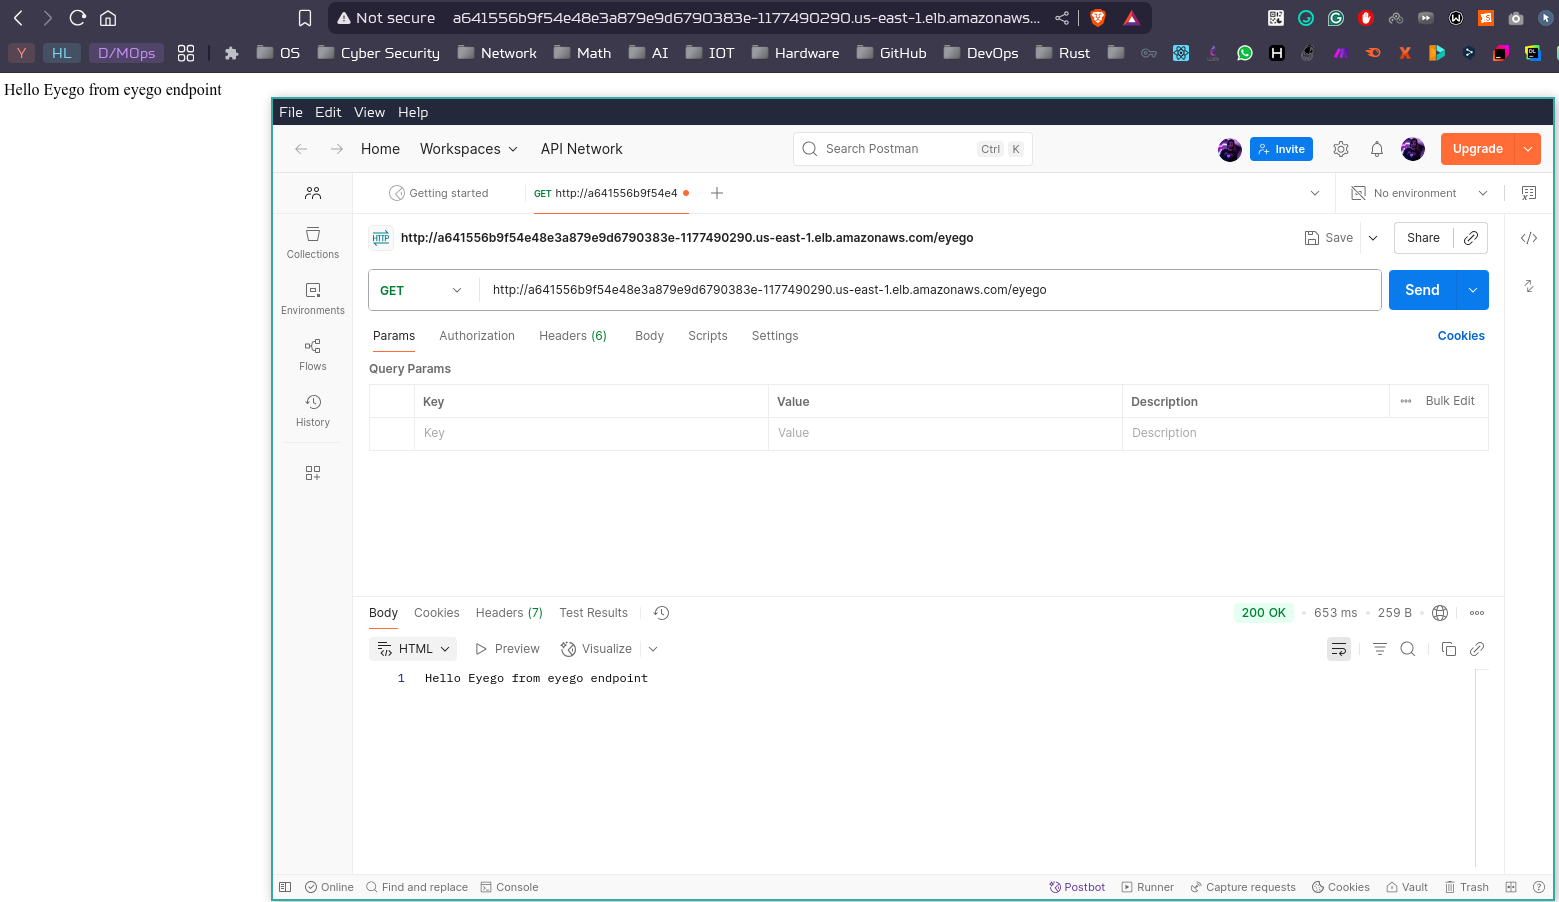 Not secure a641556b9f54e48e3a879e9d6790383e-1177490290.us-east-1.elb.amazonaws...
Y HL D/MOps OS Cyber Security Network Math AI IOT Hardware GitHub DevOps Rust
Hello Eyego from eyego endpoint
File Edit View Help
Home Workspaces API Network Search Postman Ctrl K Invite Upgrade
Getting started GET http://a641556b9f54e4 No environment
HTTP http://a641556b9f54e48e3a879e9d6790383e-1177490290.us-east-1.elb.amazonaws.com/eyego Save Share
Collections
GET http://a641556b9f54e48e3a879e9d6790383e-1177490290.us-east-1.elb.amazonaws.com/eyego Send
Environments
Params Authorization Headers (6) Body Scripts Settings Cookies
Flows
Query Params
Key Value Description Bulk Edit
History
Key Value Description
Body Cookies Headers (7) Test Results 200 OK 653 ms 259 B
HTML Preview Visualize
1 Hello Eyego from eyego endpoint
Online Find and replace Console Postbot Runner Capture requests Cookies Vault Trash